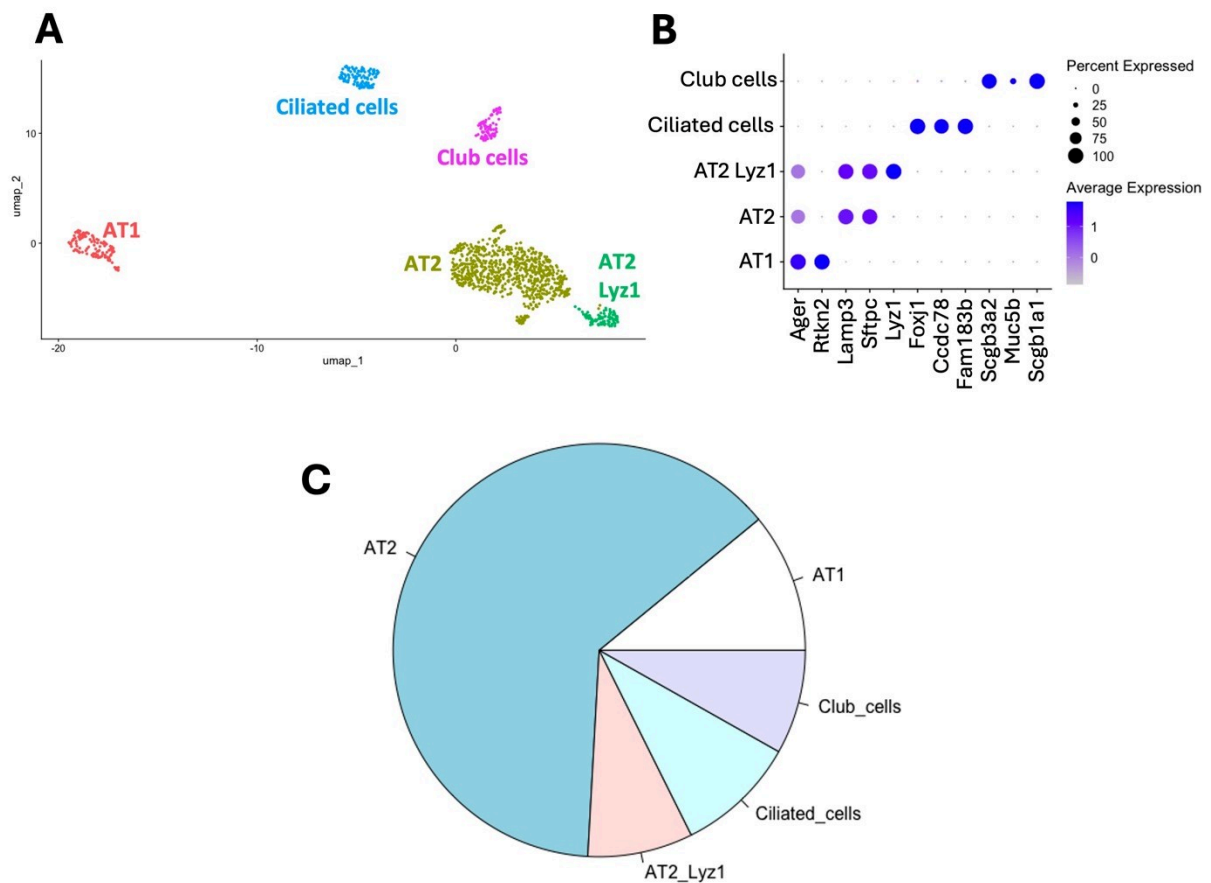 A
Ciliated cells
Club cells
AT1
AT2
AT2
Lyz1
umap_2
10
0
-20
-10
0
umap_1
B
Club cells
Ciliated cells
AT2 Lyz1
AT2
AT1
Ager
Rtkn2
Lamp3
Sftpc
Lyz1
Foxj1
Ccdc78
Fam183b
Scgb3a2
Muc5b
Scgb1a1
Percent Expressed
0
25
50
75
100
Average Expression
1
0
C
AT2
AT1
Club_cells
Ciliated_cells
AT2_Lyz1